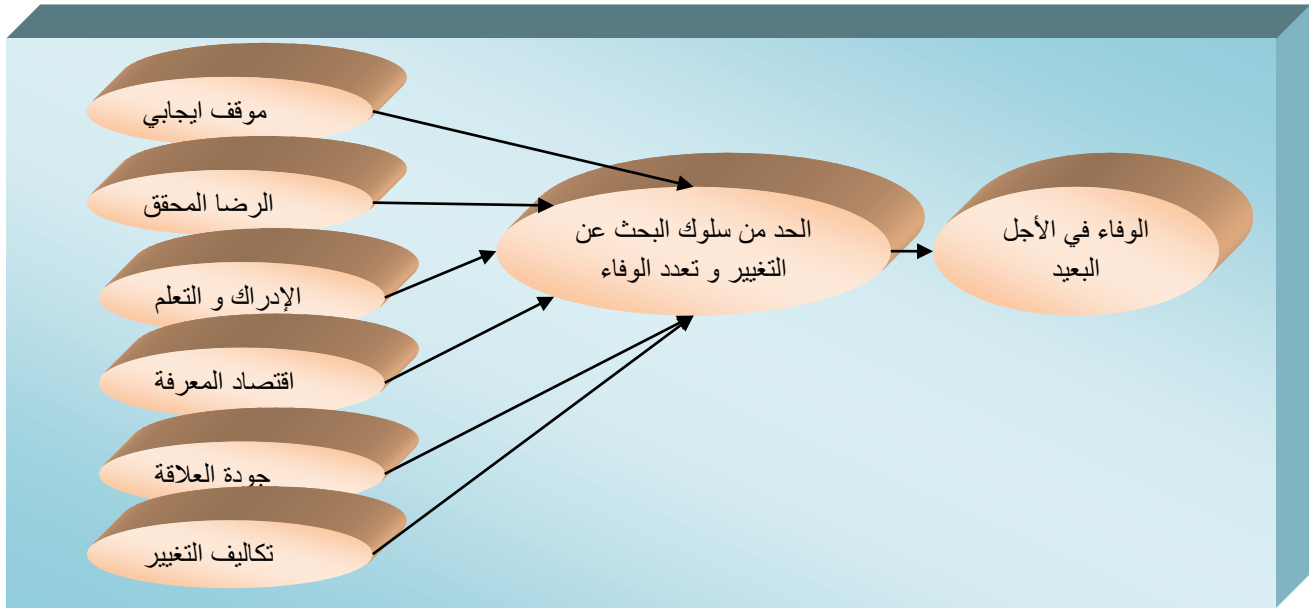 موقف ايجابي
الرضا المحقق
الإدراك و التعلم
اقتصاد المعرفة
جودة العلاقة
تكاليف التغيير
الحد من سلوك البحث عن
التغيير و تعدد الوفاء
الوفاء في الأجل
البعيد